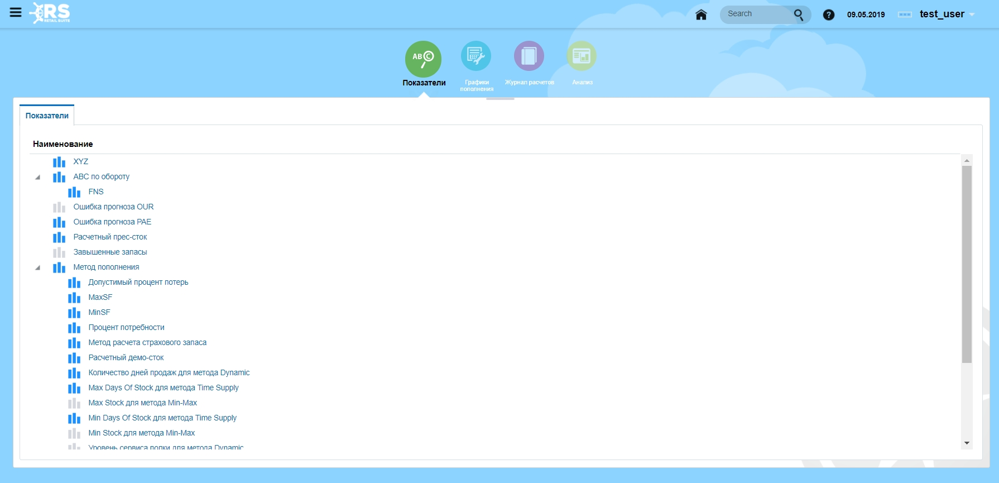 RS
RETAIL SUITE
Search
?
09.05.2019
test_user
ABC
Показатели
Графики
пополнения
Журнал расчетов
Анализ
Показатели
Наименование
XYZ
ABC по обороту
FNS
Ошибка прогноза OUR
Ошибка прогноза PAE
Расчетный прес-сток
Завышенные запасы
Метод пополнения
Допустимый процент потерь
MaxSF
MinSF
Процент потребности
Метод расчета страхового запаса
Расчетный демо-сток
Количество дней продаж для метода Dynamic
Max Days Of Stock для метода Time Supply
Max Stock для метода Min-Max
Min Days Of Stock для метода Time Supply
Min Stock для метода Min-Max
Уровень сервиса полки для метода Dynamic